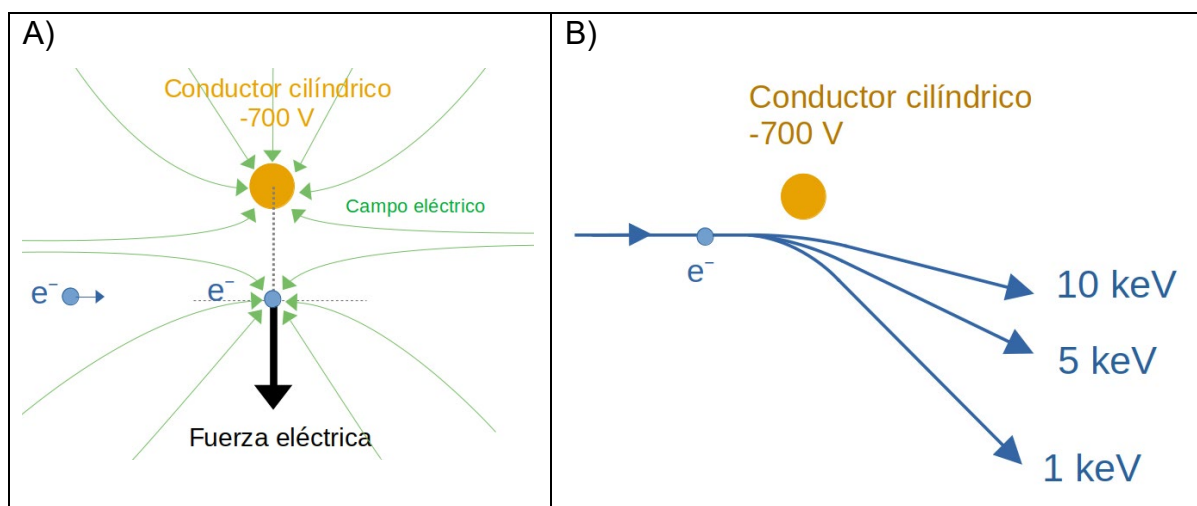 A)
Conductor cilíndrico
-700 V
Campo eléctrico
e⁻
e⁻
Fuerza eléctrica
B)
Conductor cilíndrico
-700 V
e⁻
10 keV
5 keV
1 keV